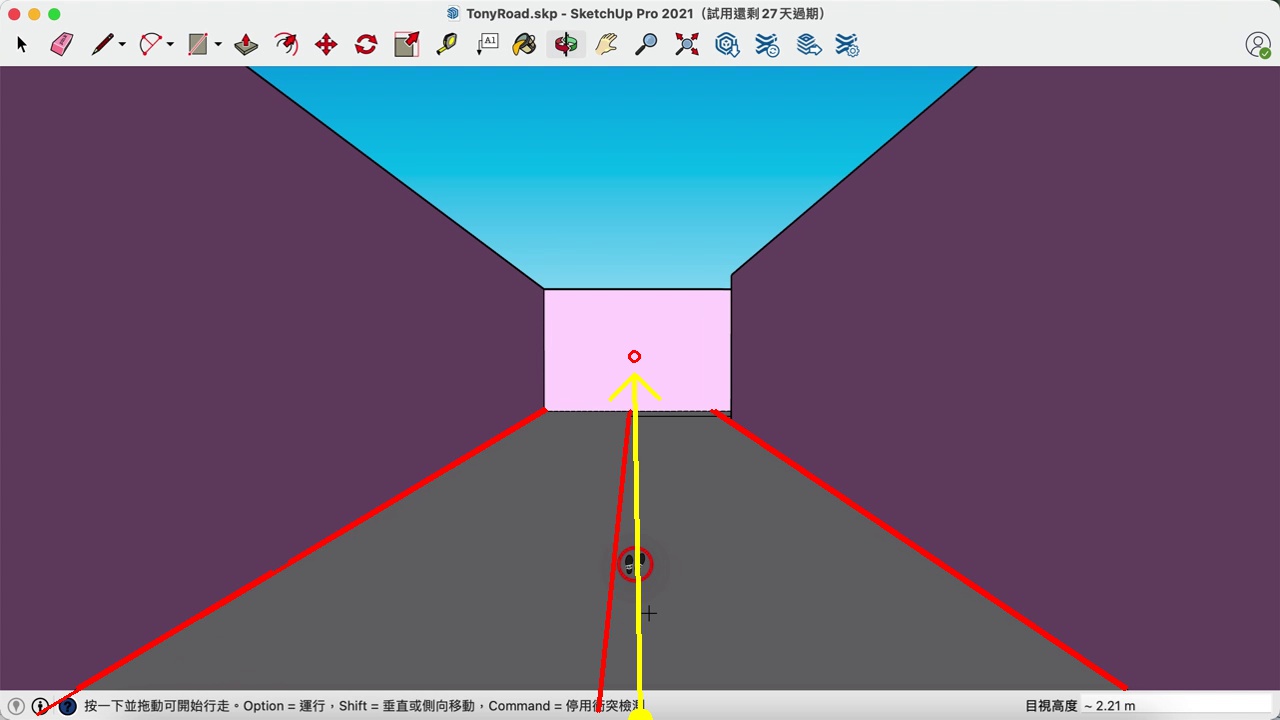 TonyRoad.skp - SketchUp Pro 2021（試用還剩 27 天過期）
A1
按一下並拖動可開始行走。Option = 運行，Shift = 垂直或側向移動，Command = 停用衝突檢測
目視高度 ~ 2.21 m